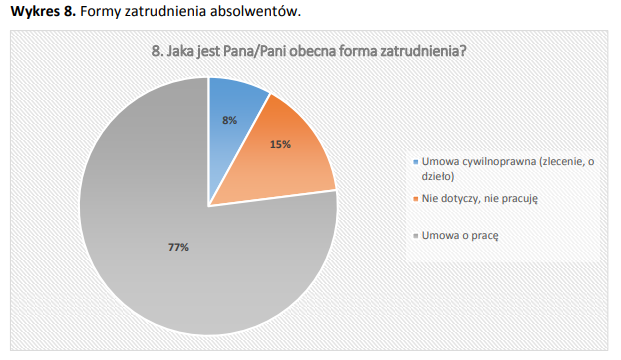 Wykres 8. Formy zatrudnienia absolwentów.
8. Jaka jest Pana/Pani obecna forma zatrudnienia?
8%
15%
77%
Umowa cywilnoprawna (zlecenie, o
dzieło)
Nie dotyczy, nie pracuję
Umowa o pracę